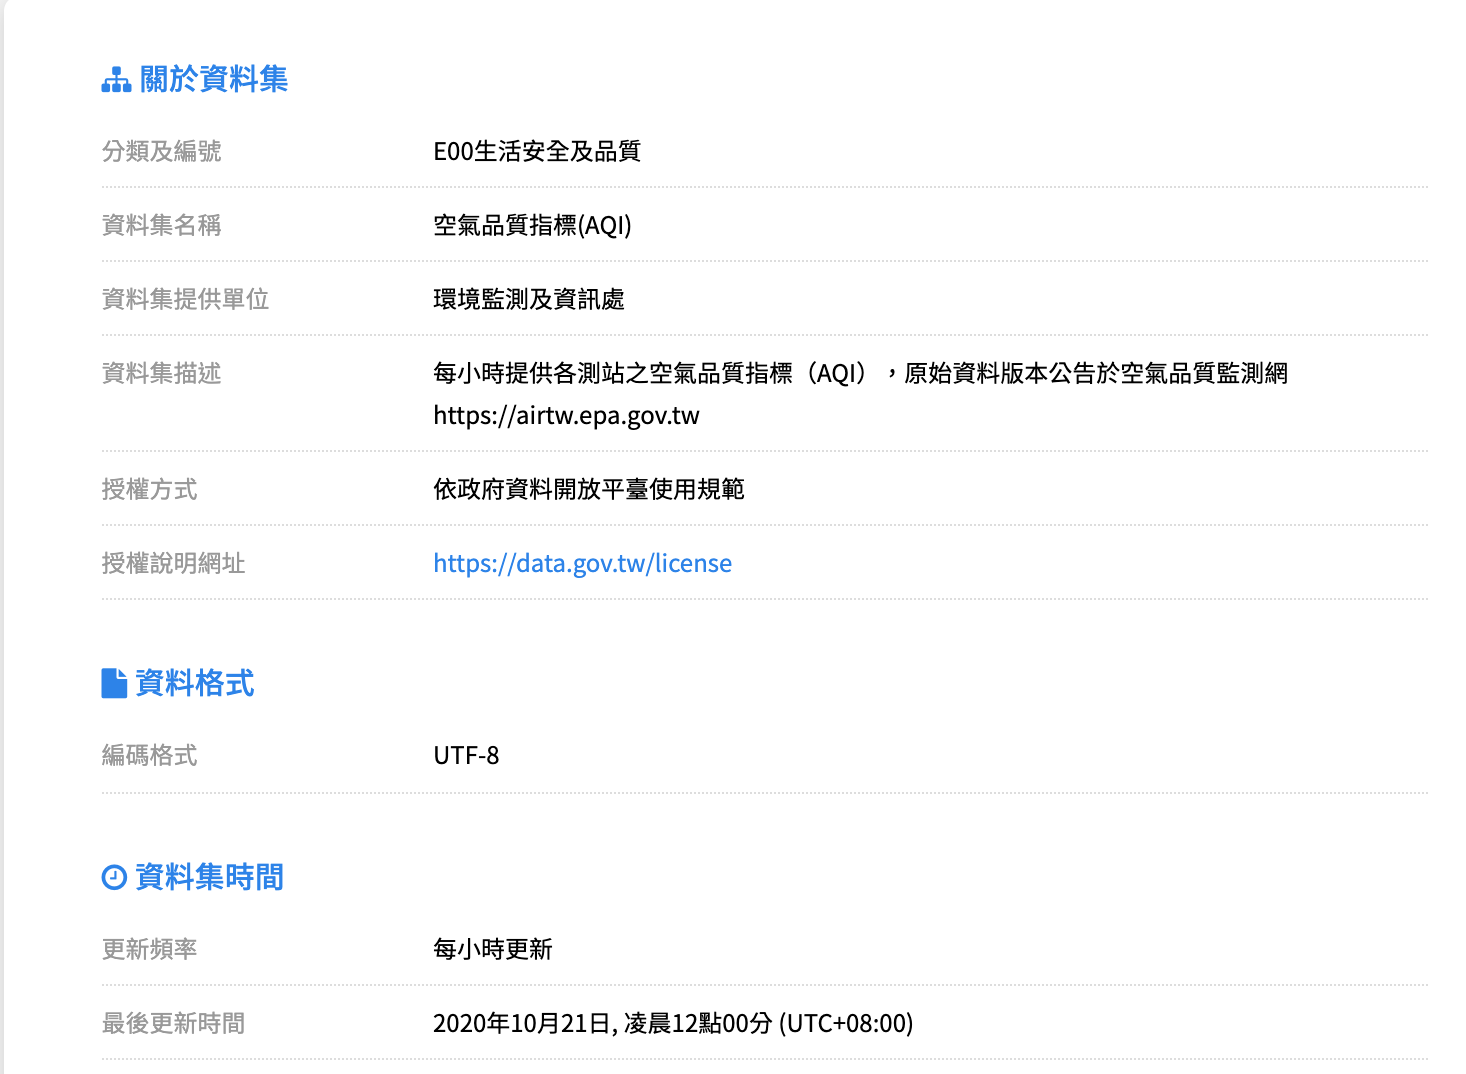 關於資料集
分類及編號 E00生活安全及品質
資料集名稱 空氣品質指標(AQI)
資料集提供單位 環境監測及資訊處
資料集描述 每小時提供各測站之空氣品質指標（AQI），原始資料版本公告於空氣品質監測網
https://airtw.epa.gov.tw
授權方式 依政府資料開放平臺使用規範
授權說明網址 https://data.gov.tw/license
資料格式
編碼格式 UTF-8
資料集時間
更新頻率 每小時更新
最後更新時間 2020年10月21日, 凌晨12點00分 (UTC+08:00)